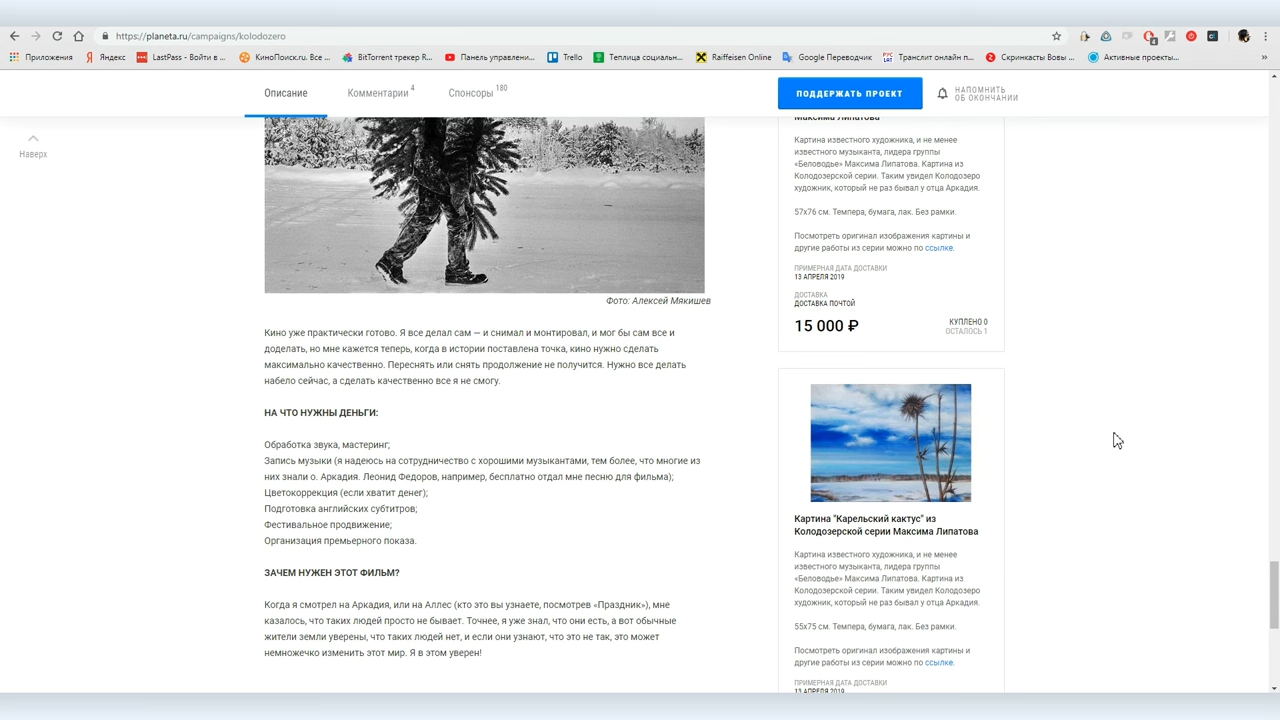 https://planeta.ru/campaigns/kolodozero
Приложения
Яндекс
LastPass - Войти в ...
КиноПоиск.ru. Все ...
BitTorrent трекер R...
Панель управлени...
Trello
Теплица социальн...
Raiffeisen Online
Google Переводчик
Транслит онлайн п...
Скринкасты Вовы ...
Активные проекты...
»
Описание
Комментарии 4
Спонсоры 180
ПОДДЕРЖАТЬ ПРОЕКТ
НАПОМНИТЬ
ОБ ОКОНЧАНИИ
Наверх
Фото: Алексей Мякишев
Кино уже практически готово. Я все делал сам — и снимал и монтировал, и мог бы сам все и
доделать, но мне кажется теперь, когда в истории поставлена точка, кино нужно сделать
максимально качественно. Переснять или снять продолжение не получится. Нужно все делать
набело сейчас, а сделать качественно все я не смогу.
НА ЧТО НУЖНЫ ДЕНЬГИ:
Обработка звука, мастеринг;
Запись музыки (я надеюсь на сотрудничество с хорошими музыкантами, тем более, что многие из
них знали о. Аркадия. Леонид Федоров, например, бесплатно отдал мне песню для фильма);
Цветокоррекция (если хватит денег);
Подготовка английских субтитров;
Фестивальное продвижение;
Организация премьерного показа.
ЗАЧЕМ НУЖЕН ЭТОТ ФИЛЬМ?
Когда я смотрел на Аркадия, или на Аллес (кто это вы узнаете, посмотрев «Праздник»), мне
казалось, что таких людей просто не бывает. Точнее, я уже знал, что они есть, а вот обычные
жители земли уверены, что таких людей нет, и если они узнают, что это не так, это может
немножечко изменить этот мир. Я в этом уверен!
Максима Липатова
Картина известного художника, и не менее
известного музыканта, лидера группы
«Беловодье» Максима Липатова. Картина из
Колодозерской серии. Таким увидел Колодозеро
художник, который не раз бывал у отца Аркадия.
57х76 см. Темпера, бумага, лак. Без рамки.
Посмотреть оригинал изображения картины и
другие работы из серии можно по ссылке.
ПРИМЕРНАЯ ДАТА ДОСТАВКИ
13 АПРЕЛЯ 2019
ДОСТАВКА
ДОСТАВКА ПОЧТОЙ
15 000 ₽
КУПЛЕНО 0
ОСТАЛОСЬ 1
Картина "Карельский кактус" из
Колодозерской серии Максима Липатова
Картина известного художника, и не менее
известного музыканта, лидера группы
«Беловодье» Максима Липатова. Картина из
Колодозерской серии. Таким увидел Колодозеро
художник, который не раз бывал у отца Аркадия.
55х75 см. Темпера, бумага, лак. Без рамки.
Посмотреть оригинал изображения картины и
другие работы из серии можно по ссылке.
ПРИМЕРНАЯ ДАТА ДОСТАВКИ
13 АПРЕЛЯ 2019